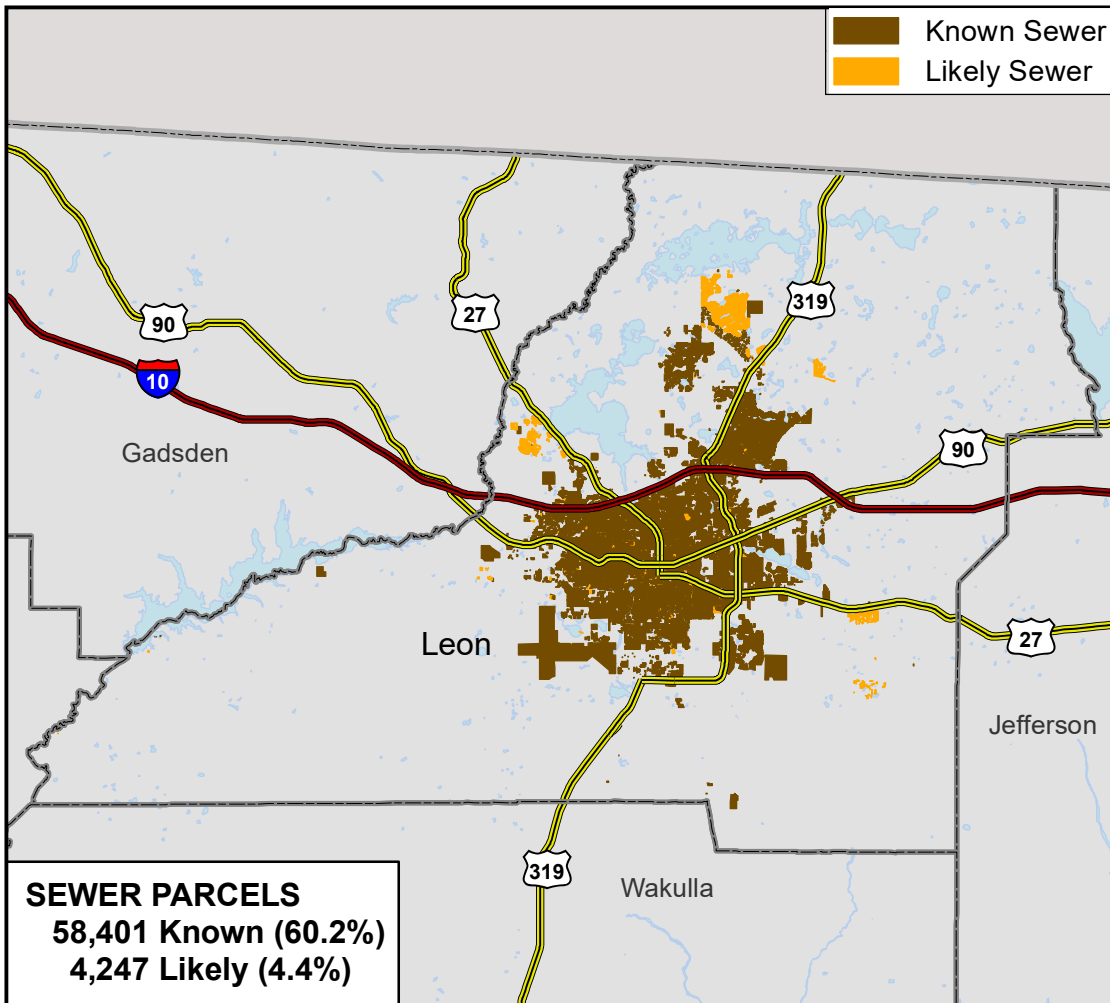 Known Sewer
Likely Sewer
319
27
90
10
Gadsden
90
Leon
27
Jefferson
319
Wakulla
SEWER PARCELS
58,401 Known (60.2%)
4,247 Likely (4.4%)